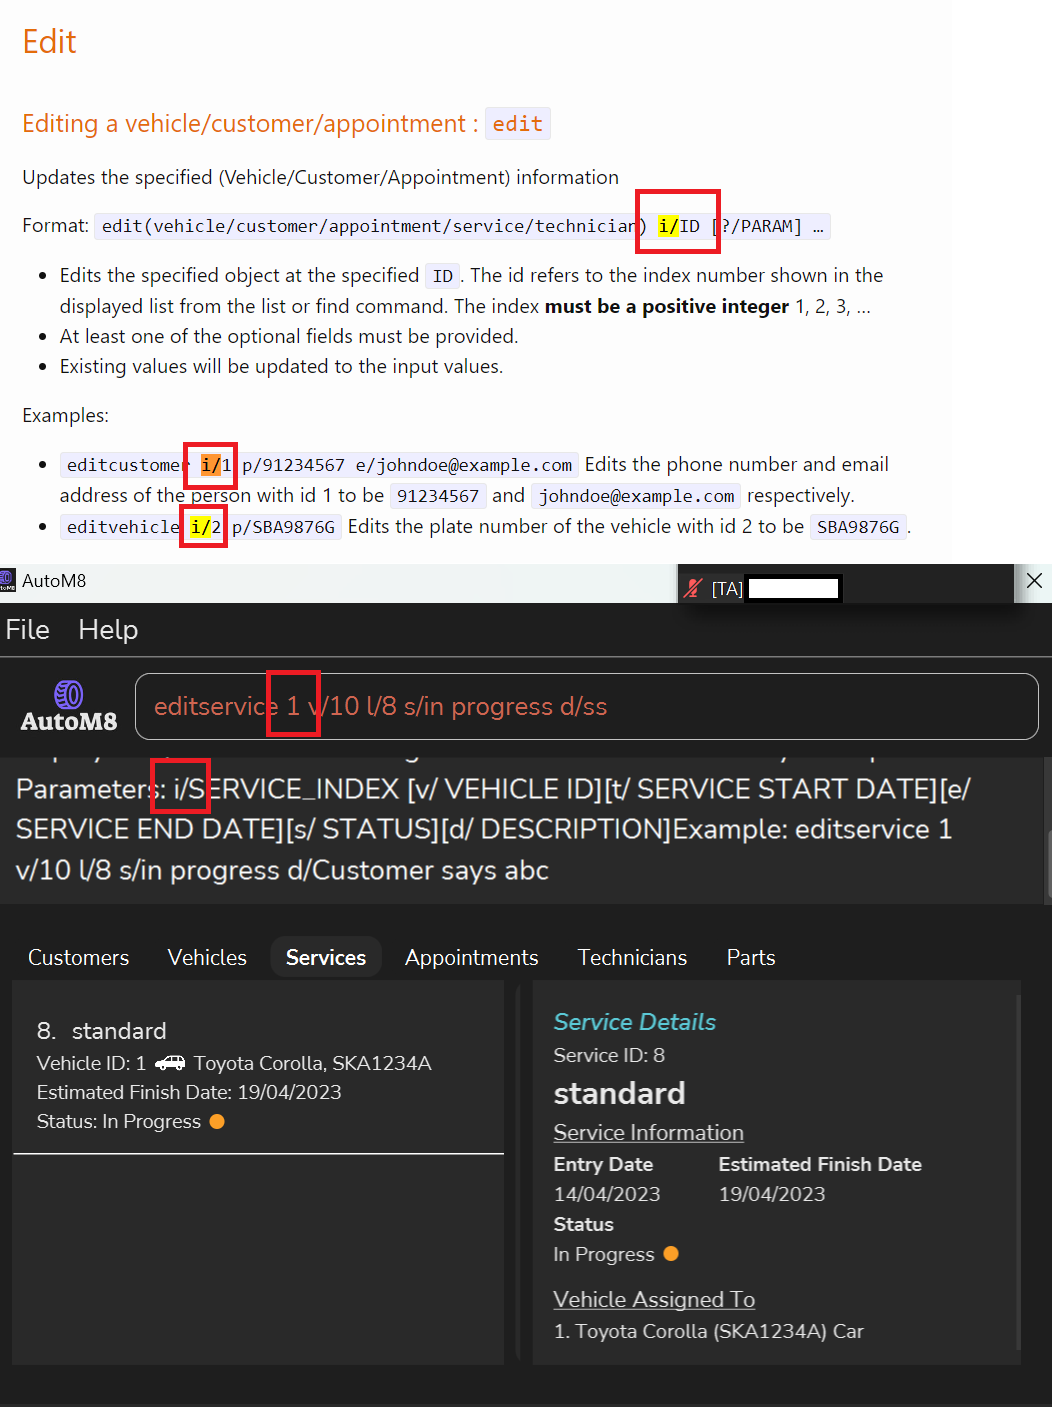 Edit
Editing a vehicle/customer/appointment : edit
Updates the specified (Vehicle/Customer/Appointment) information
Format: edit(vehicle/customer/appointment/service/technician) i/ID [?/PARAM] …
• Edits the specified object at the specified ID. The id refers to the index number shown in the
displayed list from the list or find command. The index must be a positive integer 1, 2, 3, …
• At least one of the optional fields must be provided.
• Existing values will be updated to the input values.
Examples:
• editcustomer i/1 p/91234567 e/johndoe@example.com Edits the phone number and email
address of the person with id 1 to be 91234567 and johndoe@example.com respectively.
• editvehicle i/2 p/SBA9876G Edits the plate number of the vehicle with id 2 to be SBA9876G.
AutoM8
[TA]
File Help
AutoM8
editservice 1 v/10 l/8 s/in progress d/ss
Parameters: i/SERVICE_INDEX [v/ VEHICLE ID][t/ SERVICE START DATE][e/
SERVICE END DATE][s/ STATUS][d/ DESCRIPTION]Example: editservice 1
v/10 l/8 s/in progress d/Customer says abc
Customers Vehicles Services Appointments Technicians Parts
8. standard
Vehicle ID: 1 Toyota Corolla, SKA1234A
Estimated Finish Date: 19/04/2023
Status: In Progress
Service Details
Service ID: 8
standard
Service Information
Entry Date Estimated Finish Date
14/04/2023 19/04/2023
Status
In Progress
Vehicle Assigned To
1. Toyota Corolla (SKA1234A) Car